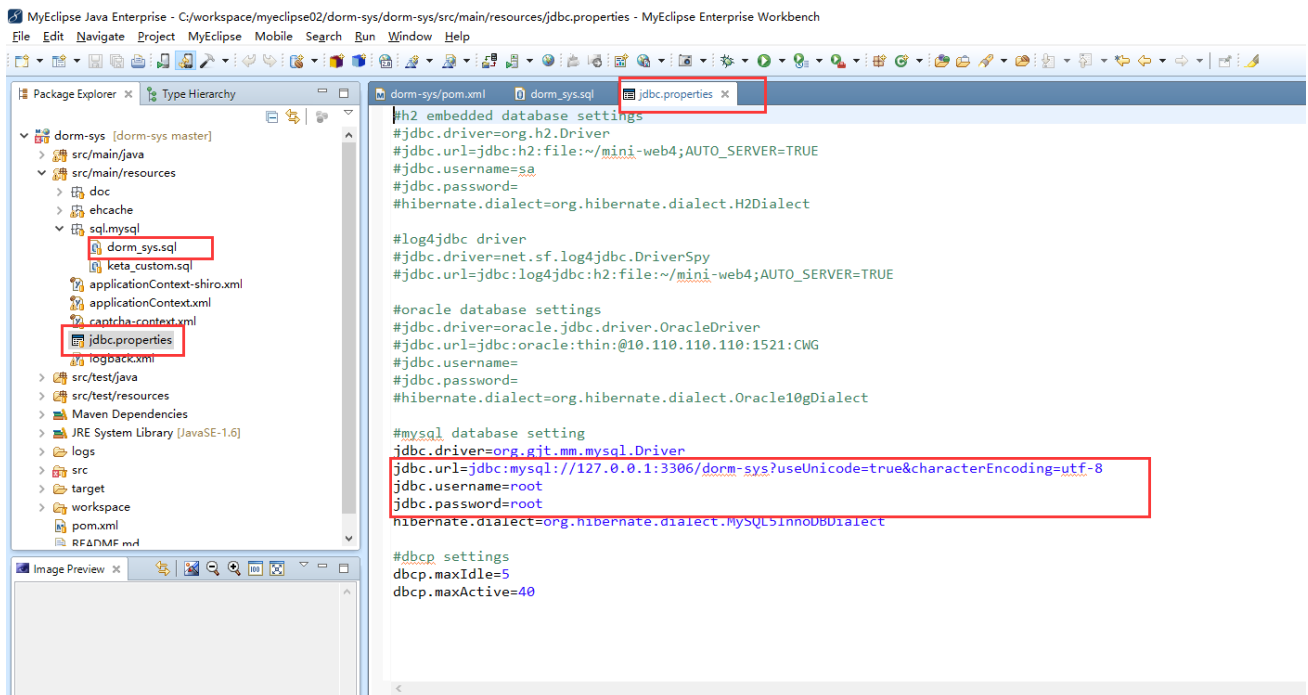 MyEclipse Java Enterprise - C:/workspace/myeclipse02/dorm-sys/dorm-sys/src/main/resources/jdbc.properties - MyEclipse Enterprise Workbench
File Edit Navigate Project MyEclipse Mobile Search Run Window Help
Package Explorer Type Hierarchy
dorm-sys/pom.xml dorm_sys.sql jdbc.properties
dorm-sys [dorm-sys master]
src/main/java
src/main/resources
doc
ehcache
sql.mysql
dorm_sys.sql
keta_custom.sql
applicationContext-shiro.xml
applicationContext.xml
captcha-context.xml
jdbc.properties
logback.xml
src/test/java
src/test/resources
Maven Dependencies
JRE System Library [JavaSE-1.6]
logs
src
target
workspace
pom.xml
README.md
Image Preview
#h2 embedded database settings
#jdbc.driver=org.h2.Driver
#jdbc.url=jdbc:h2:file:~/mini-web4;AUTO_SERVER=TRUE
#jdbc.username=sa
#jdbc.password=
#hibernate.dialect=org.hibernate.dialect.H2Dialect
#log4jdbc driver
#jdbc.driver=net.sf.log4jdbc.DriverSpy
#jdbc.url=jdbc:log4jdbc:h2:file:~/mini-web4;AUTO_SERVER=TRUE
#oracle database settings
#jdbc.driver=oracle.jdbc.driver.OracleDriver
#jdbc.url=jdbc:oracle:thin:@10.110.110.110:1521:CWG
#jdbc.username=
#jdbc.password=
#hibernate.dialect=org.hibernate.dialect.Oracle10gDialect
#mysql database setting
jdbc.driver=org.gjt.mm.mysql.Driver
jdbc.url=jdbc:mysql://127.0.0.1:3306/dorm-sys?useUnicode=true&characterEncoding=utf-8
jdbc.username=root
jdbc.password=root
hibernate.dialect=org.hibernate.dialect.MySQL5InnoDBDialect
#dbcp settings
dbcp.maxIdle=5
dbcp.maxActive=40